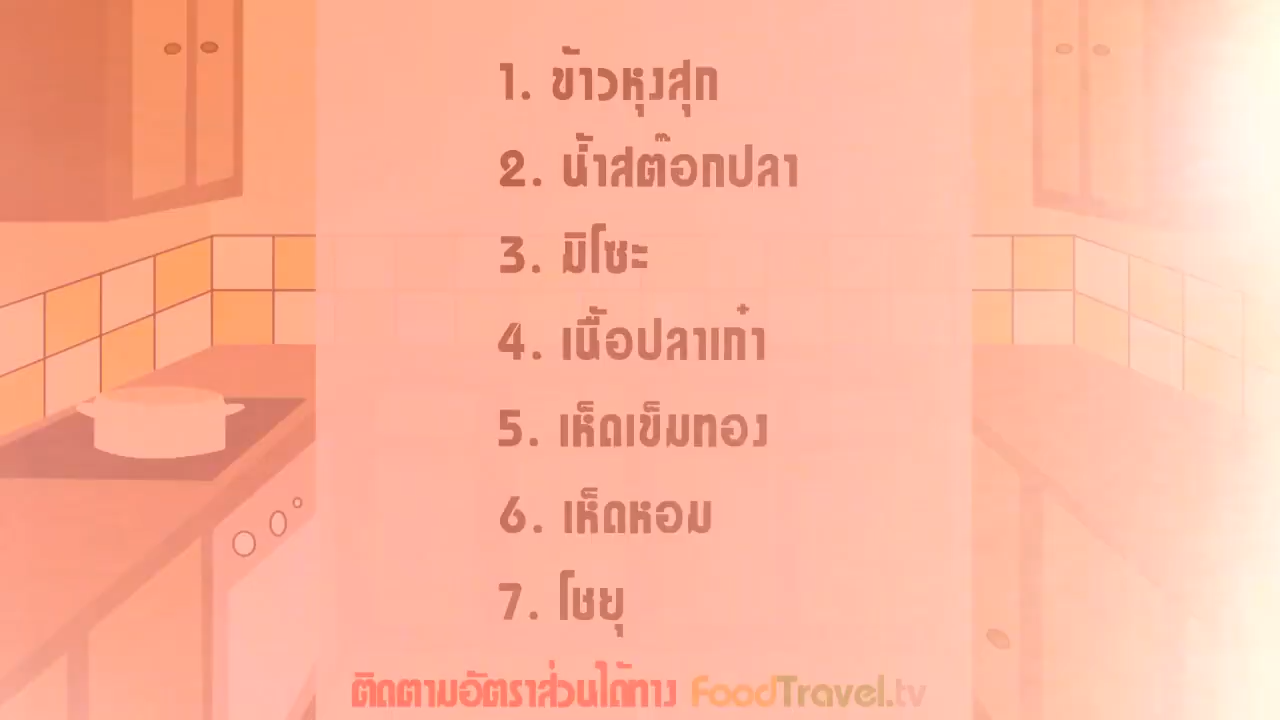 1. ข้าวหุงสุก
2. น้ำสต๊อกปลา
3. มิโซะ
4. เนื้อปลาเก๋า
5. เห็ดเข็มทอง
6. เห็ดหอม
7. โชยุ
ติดตามอัตราส่วนได้ทาง FoodTravel.tv